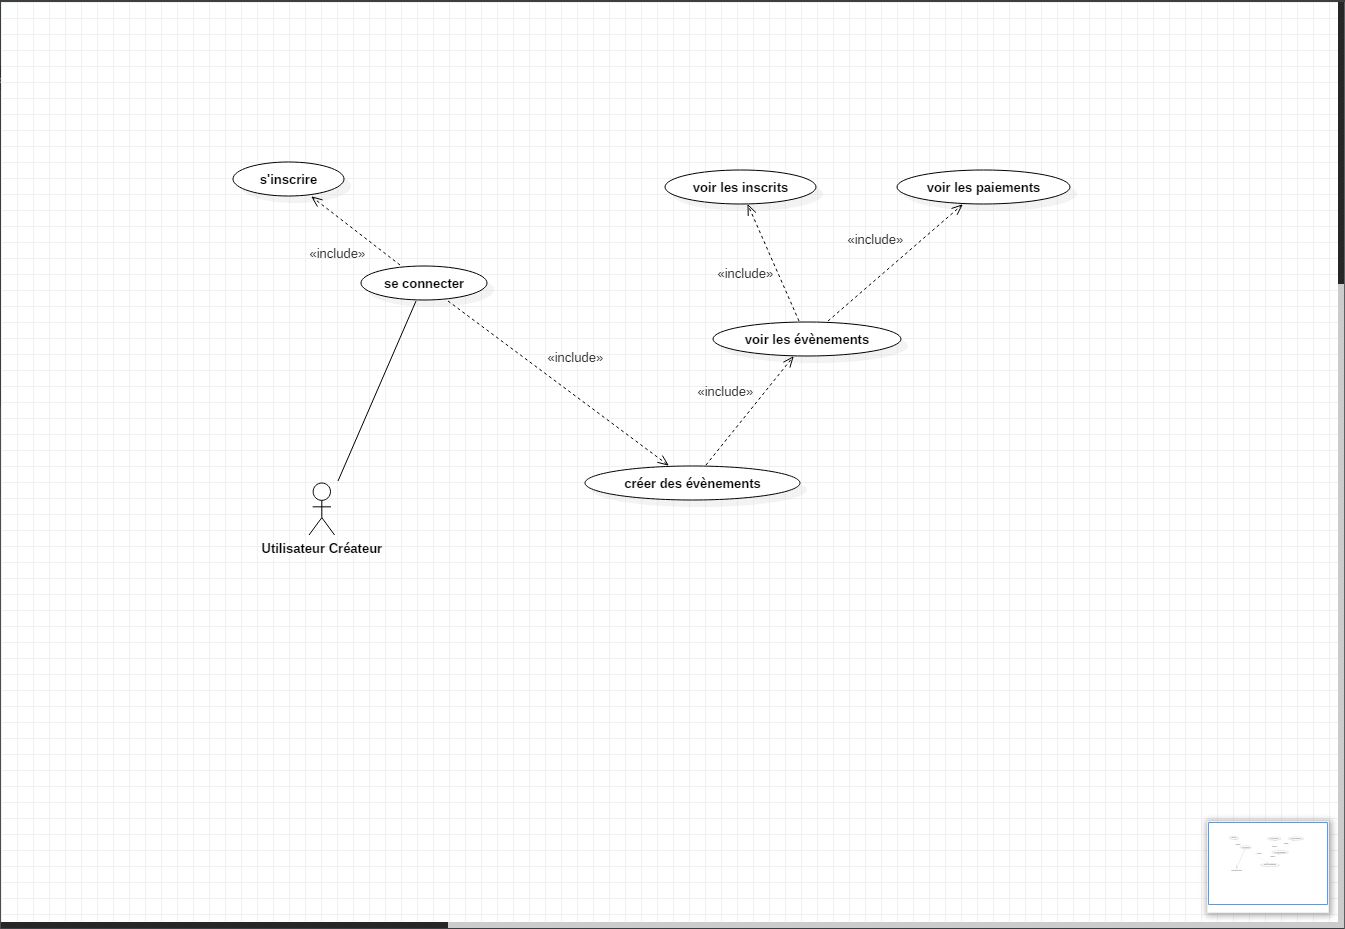 s'inscrire
voir les inscrits
voir les paiements
«include»
«include»
«include»
se connecter
voir les évènements
«include»
«include»
créer des évènements
Utilisateur Créateur